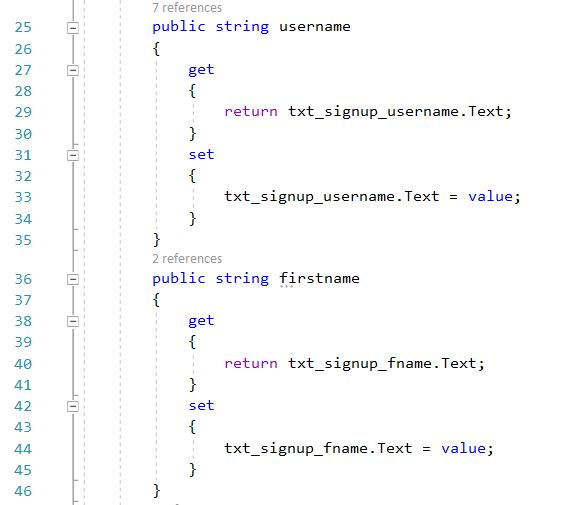 7 references
25 public string username
26 {
27 get
28 {
29 return txt_signup_username.Text;
30 }
31 set
32 {
33 txt_signup_username.Text = value;
34 }
35 }
2 references
36 public string firstname
37 {
38 get
39 {
40 return txt_signup_fname.Text;
41 }
42 set
43 {
44 txt_signup_fname.Text = value;
45 }
46 }